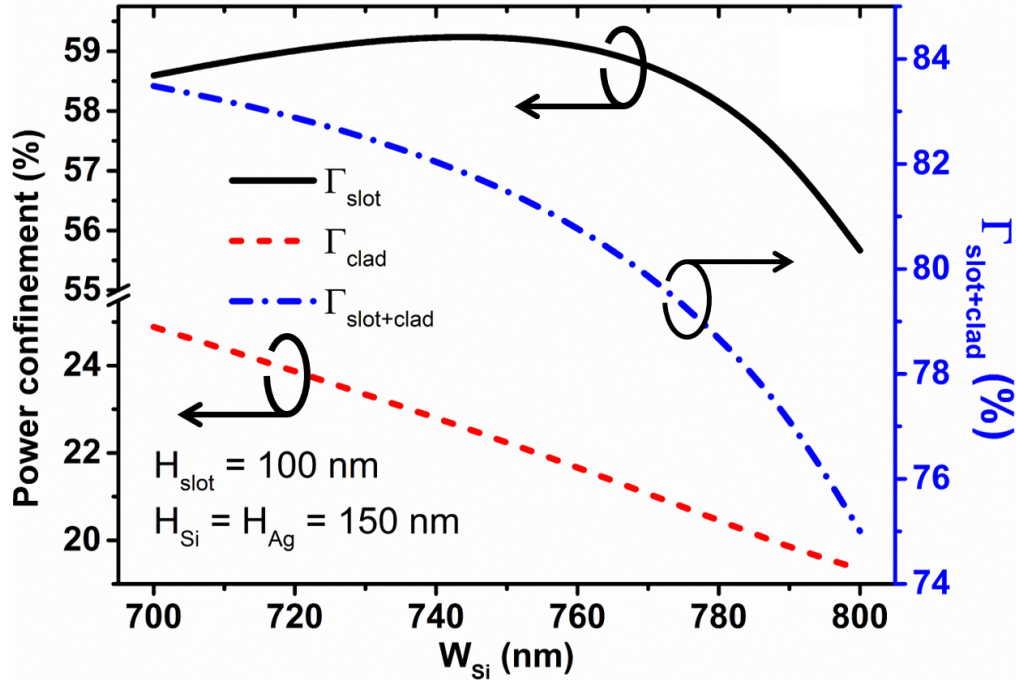 Power confinement (%)
59
58
57
56
55
24
22
20
Γslot
Γclad
Γslot+clad
Hslot = 100 nm
HSi = HAg = 150 nm
84
82
80
78
76
74
Γslot+clad (%)
700 720 740 760 780 800
WSi (nm)